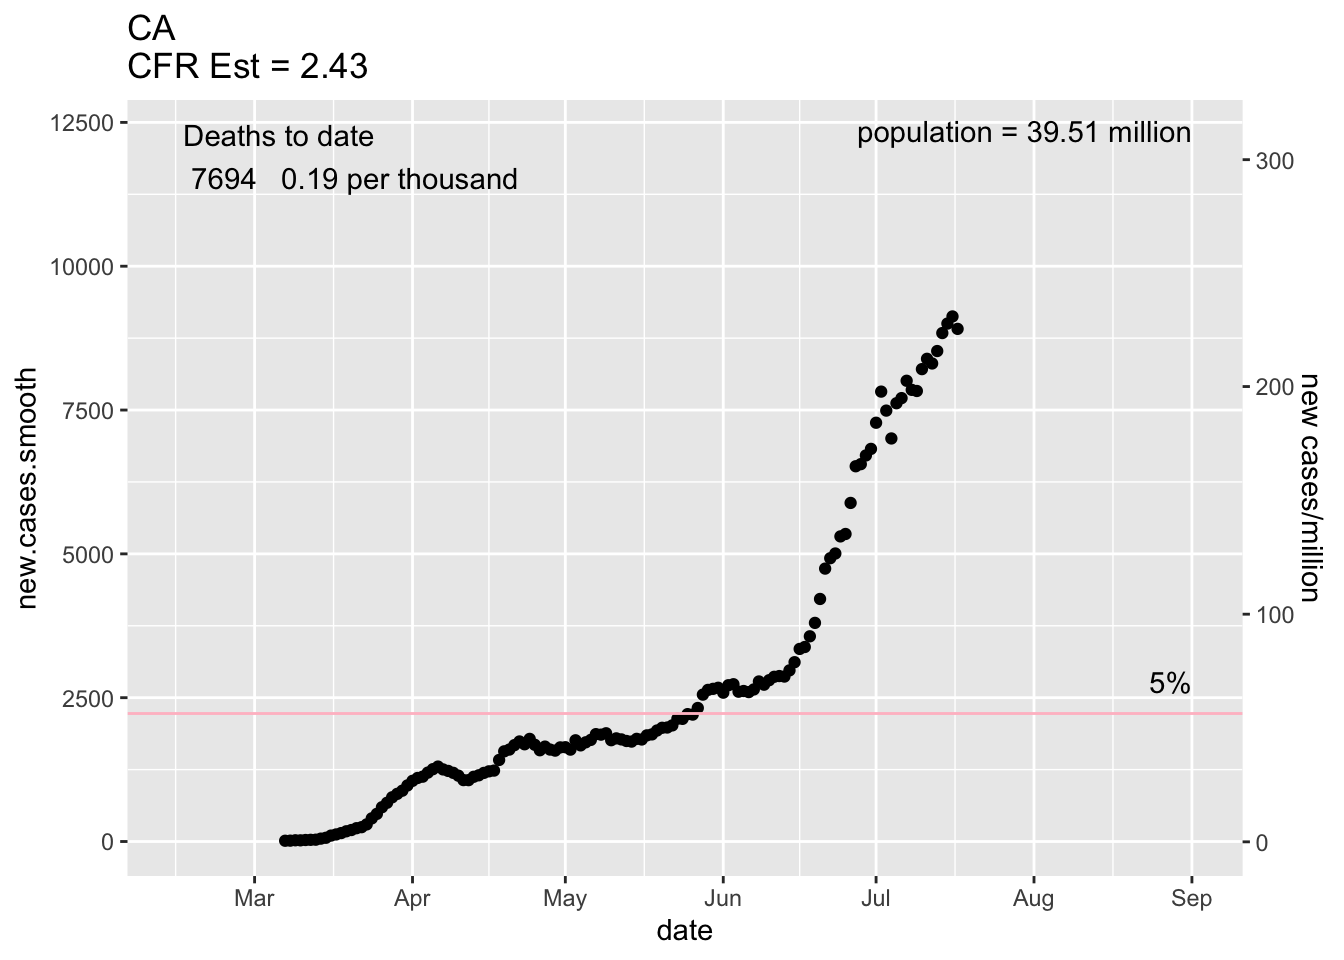 CA
CFR Est = 2.43
Deaths to date
7694   0.19 per thousand
population = 39.51 million
12500
10000
7500
5000
2500
0
new.cases.smooth
300
200
100
0
new cases/million
5%
Mar Apr May Jun Jul Aug Sep
date